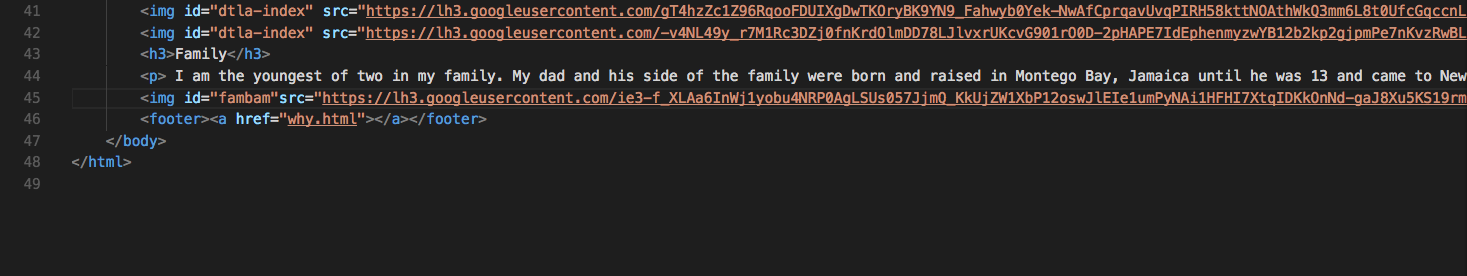 41 <img id="dtla-index" src="https://lh3.googleusercontent.com/gT4hzZc1Z96RqooFDUIXgDwTKOryBK9YN9_Fahwyb0Yek-NwAfCprqavUvqPIRH58kttNOAthWkQ3mm6L8t0UfcGqccnL
42 <img id="dtla-index" src="https://lh3.googleusercontent.com/-v4NL49y_r7M1Rc3DZj0fnKrdOlmDD78LJlvxrUKcvG901rO0D-2pHAPE7IdEphenmyzwYB12b2kp2gjpmPe7nKvzRwBL
43 <h3>Family</h3>
44 <p> I am the youngest of two in my family. My dad and his side of the family were born and raised in Montego Bay, Jamaica until he was 13 and came to New
45 <img id="fambam"src="https://lh3.googleusercontent.com/ie3-f_XLAa6InWj1yobu4NRP0AgLSUs057JjmQ_KkUjZW1XbP12oswJlEIe1umPyNAi1HFHI7XtqIDKkOnNd-gaJ8Xu5KS19rm
46 <footer><a href="why.html"></a></footer>
47 </body>
48 </html>
49